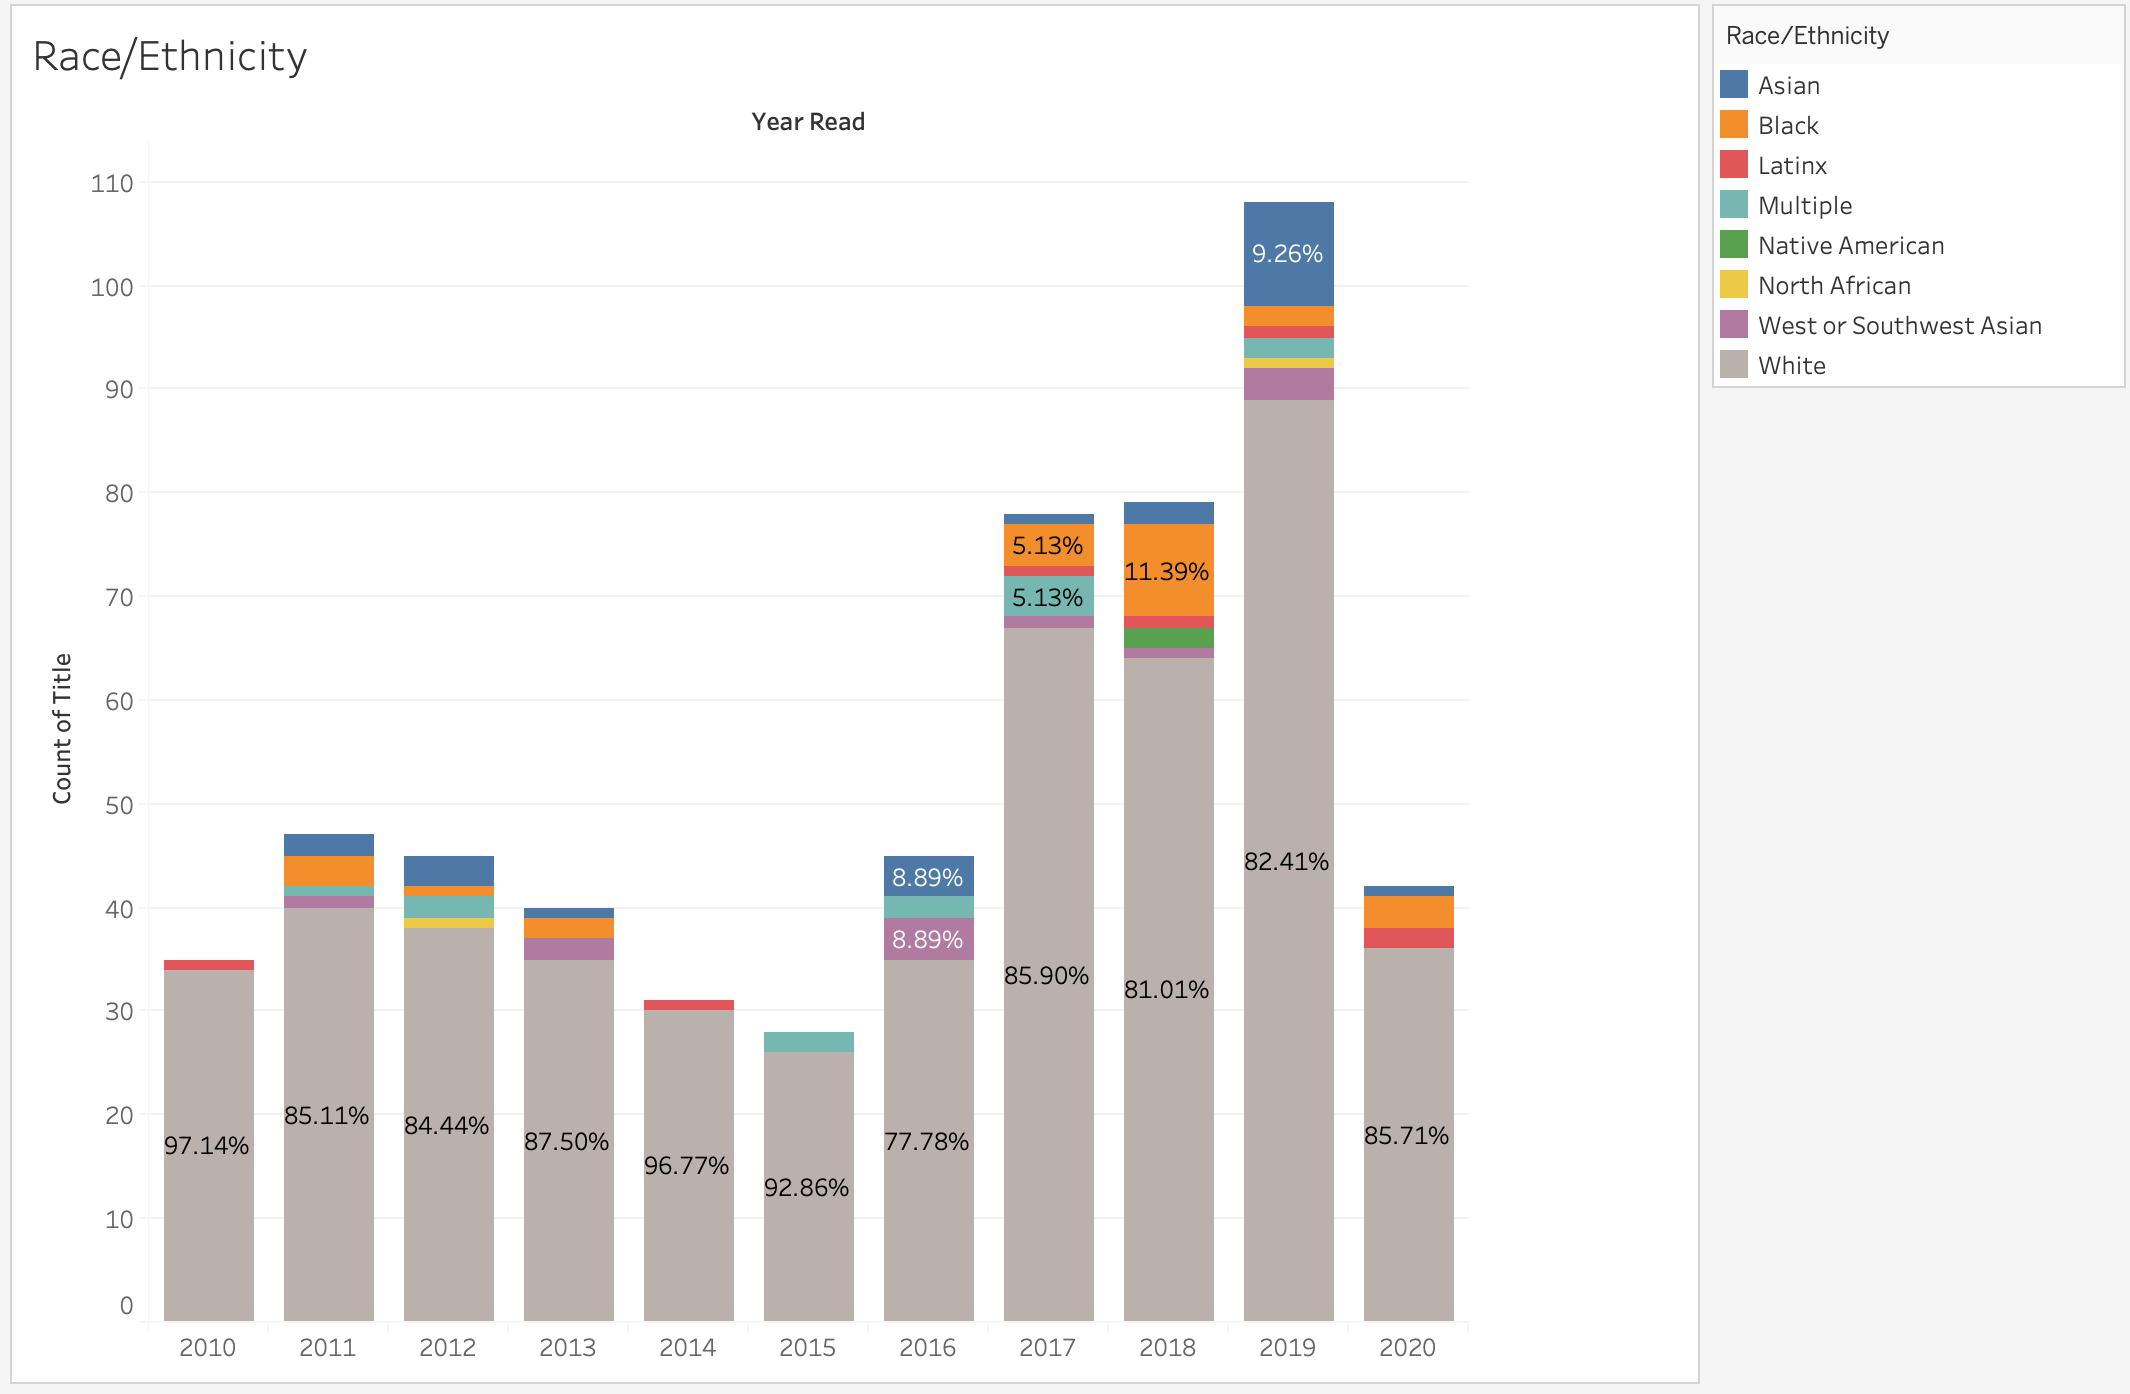 Race/Ethnicity
Year Read
Count of Title
110
100
90
80
70
60
50
40
30
20
10
0
97.14%
85.11%
84.44%
87.50%
96.77%
92.86%
8.89%
8.89%
77.78%
5.13%
5.13%
85.90%
11.39%
81.01%
9.26%
82.41%
85.71%
2010 2011 2012 2013 2014 2015 2016 2017 2018 2019 2020
Race/Ethnicity
Asian
Black
Latinx
Multiple
Native American
North African
West or Southwest Asian
White